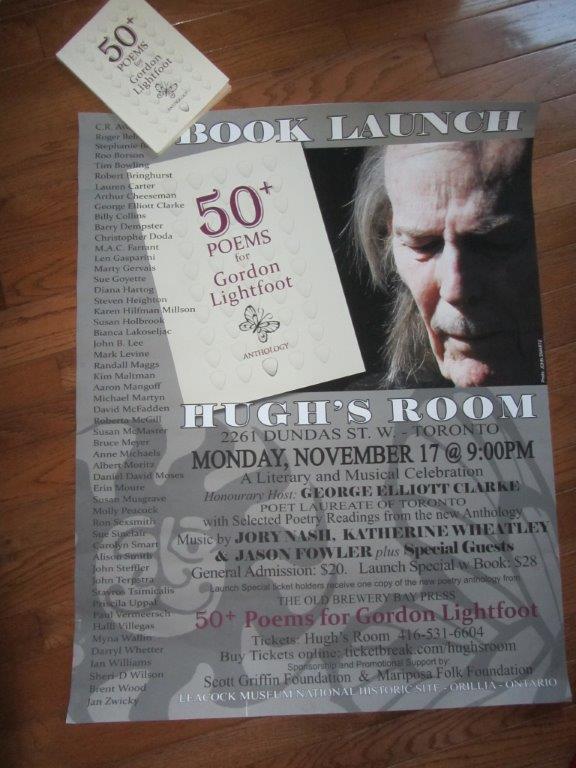 50+
POEMS
for
Gordon
Lightfoot
ANTHOLOGY
BOOK LAUNCH
C.R.
Roger
Stephanie
Roo Borson
Tim Bowling
Robert Bringhurst
Lauren Carter
Arthur Cheeseman
George Elliott Clarke
Billy Collins
Barry Dempster
Christopher Doda
M.A.C. Farrant
Len Gasparini
Marty Gervais
Sue Goyette
Diana Hartog
Steven Heighton
Karen Hilfman Millson
Susan Holbrook
Bianca Lakoseljac
John B. Lee
Mark Levine
Randall Maggs
Kim Maltman
Aaron Mangoff
Michael Martyn
David McFadden
Roberta McGill
Susan McMaster
Bruce Meyer
Anne Michaels
Albert Moritz
Daniel David Moses
Erin Moure
Susan Musgrave
Molly Peacock
Ron Sexsmith
Sue Sinclair
Carolyn Smart
Alison Smith
John Steffler
John Terpstra
Stavros Tsimicalis
Priscila Uppal
Paul Vermeersch
Halli Villegas
Myna Wallin
Darryl Whetter
Ian Williams
Sheri-D Wilson
Brent Wood
Jan Zwicky
50+
POEMS
for
Gordon
Lightfoot
ANTHOLOGY
HUGH'S ROOM
2261 DUNDAS ST. W. - TORONTO
MONDAY, NOVEMBER 17 @ 9:00PM
A Literary and Musical Celebration
Honourary Host: GEORGE ELLIOTT CLARKE
POET LAUREATE OF TORONTO
with Selected Poetry Readings from the new Anthology
Music by JORY NASH, KATHERINE WHEATLEY
& JASON FOWLER plus Special Guests
General Admission: $20. Launch Special w Book: $28
Launch Special ticket holders receive one copy of the new poetry anthology from
THE OLD BREWERY BAY PRESS
50+ Poems for Gordon Lightfoot
Tickets: Hugh's Room 416-531-6604
Buy Tickets online: ticketbreak.com/hughsroom
Sponsorship and Promotional Support by:
Scott Griffin Foundation & Mariposa Folk Foundation
LEACOCK MUSEUM NATIONAL HISTORIC SITE - ORILLIA - ONTARIO